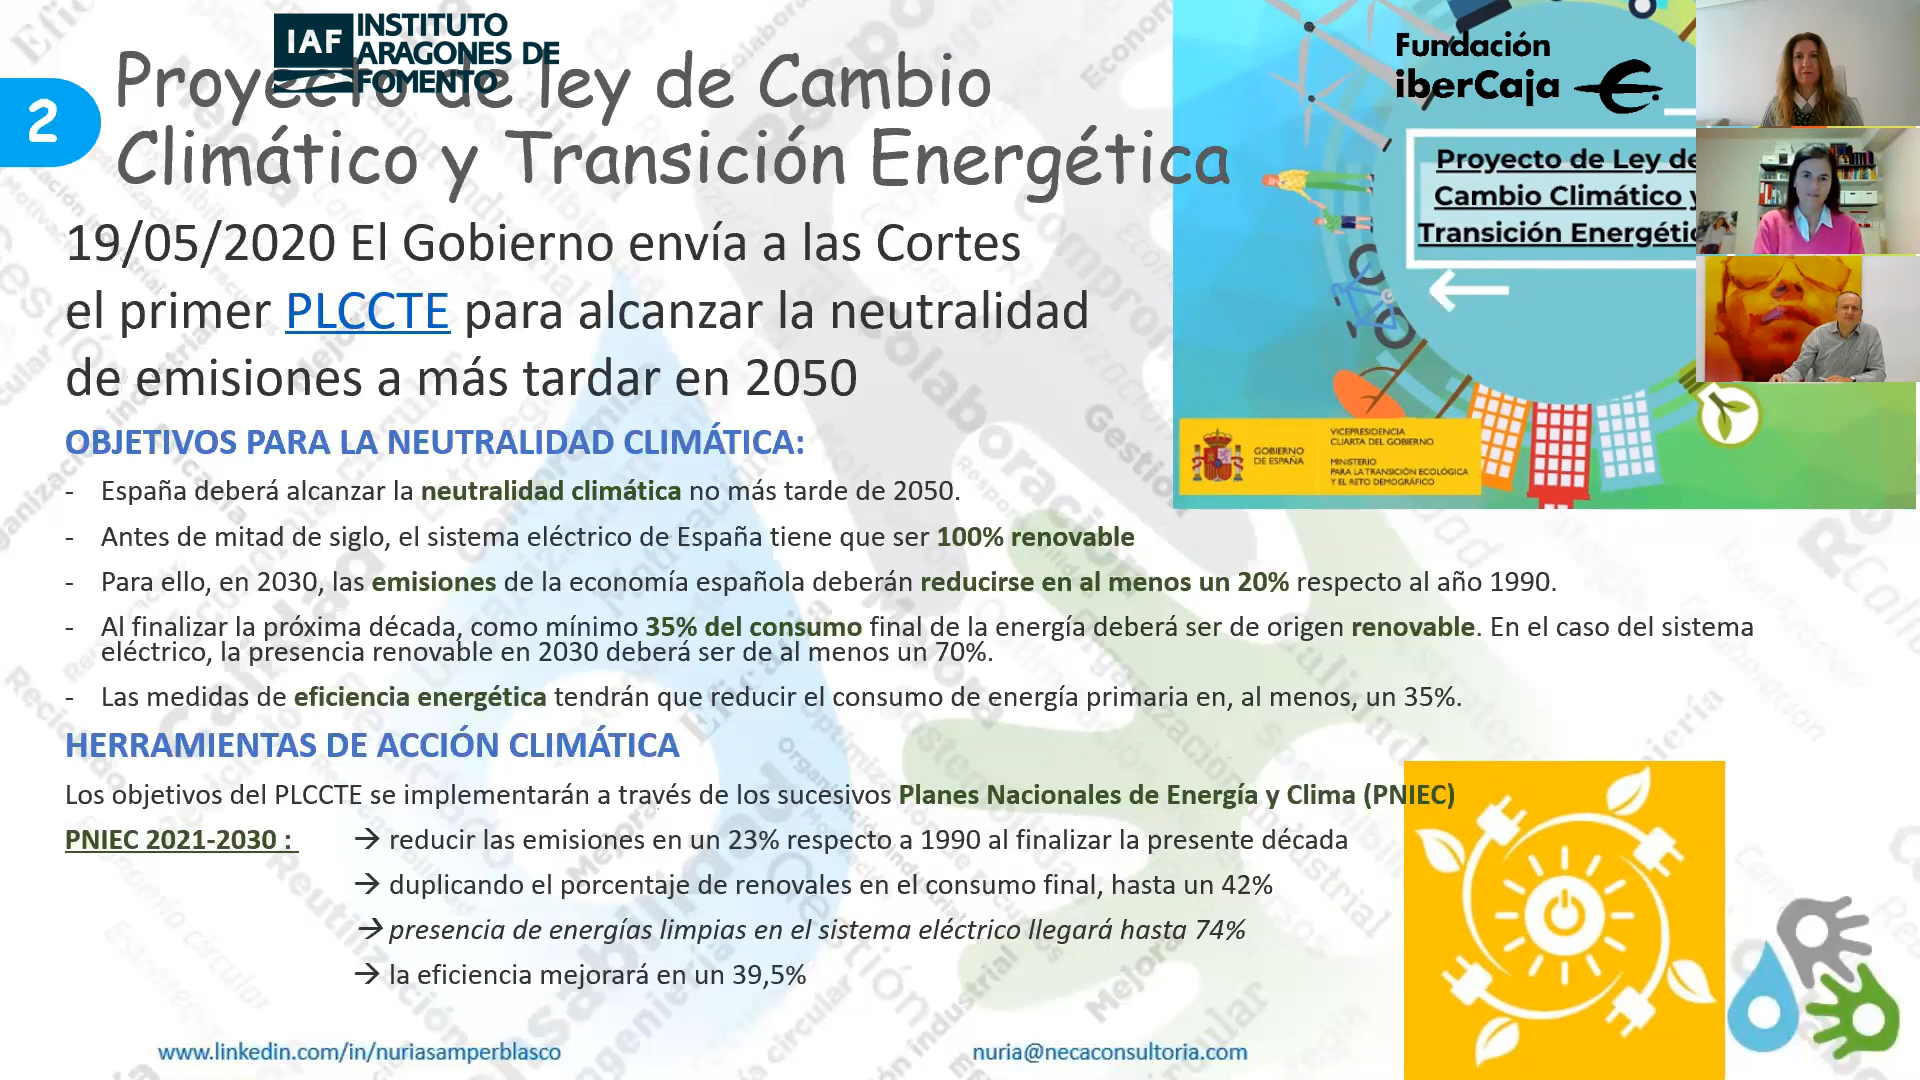 IAF INSTITUTO
ARAGONES DE
FOMENTO
2
Proyecto de ley de Cambio
Climático y Transición Energética
19/05/2020 El Gobierno envía a las Cortes
el primer PLCCTE para alcanzar la neutralidad
de emisiones a más tardar en 2050
Fundación
iberCaja
Proyecto de Ley de
Cambio Climático y
Transición Energétic
GOBIERNO
DE ESPAÑA
VICEPRESIDENCIA
CUARTA DEL GOBIERNO
MINISTERIO
PARA LA TRANSICIÓN ECOLÓGICA
Y EL RETO DEMOGRÁFICO
OBJETIVOS PARA LA NEUTRALIDAD CLIMÁTICA:
- España deberá alcanzar la neutralidad climática no más tarde de 2050.
- Antes de mitad de siglo, el sistema eléctrico de España tiene que ser 100% renovable
- Para ello, en 2030, las emisiones de la economía española deberán reducirse en al menos un 20% respecto al año 1990.
- Al finalizar la próxima década, como mínimo 35% del consumo final de la energía deberá ser de origen renovable. En el caso del sistema
eléctrico, la presencia renovable en 2030 deberá ser de al menos un 70%.
- Las medidas de eficiencia energética tendrán que reducir el consumo de energía primaria en, al menos, un 35%.
HERRAMIENTAS DE ACCIÓN CLIMÁTICA
Los objetivos del PLCCTE se implementarán a través de los sucesivos Planes Nacionales de Energía y Clima (PNIEC)
PNIEC 2021-2030 : → reducir las emisiones en un 23% respecto a 1990 al finalizar la presente década
→ duplicando el porcentaje de renovales en el consumo final, hasta un 42%
→ presencia de energías limpias en el sistema eléctrico llegará hasta 74%
→ la eficiencia mejorará en un 39,5%
www.linkedin.com/in/nuriasamperblasco
nuria@necaconsultoria.com